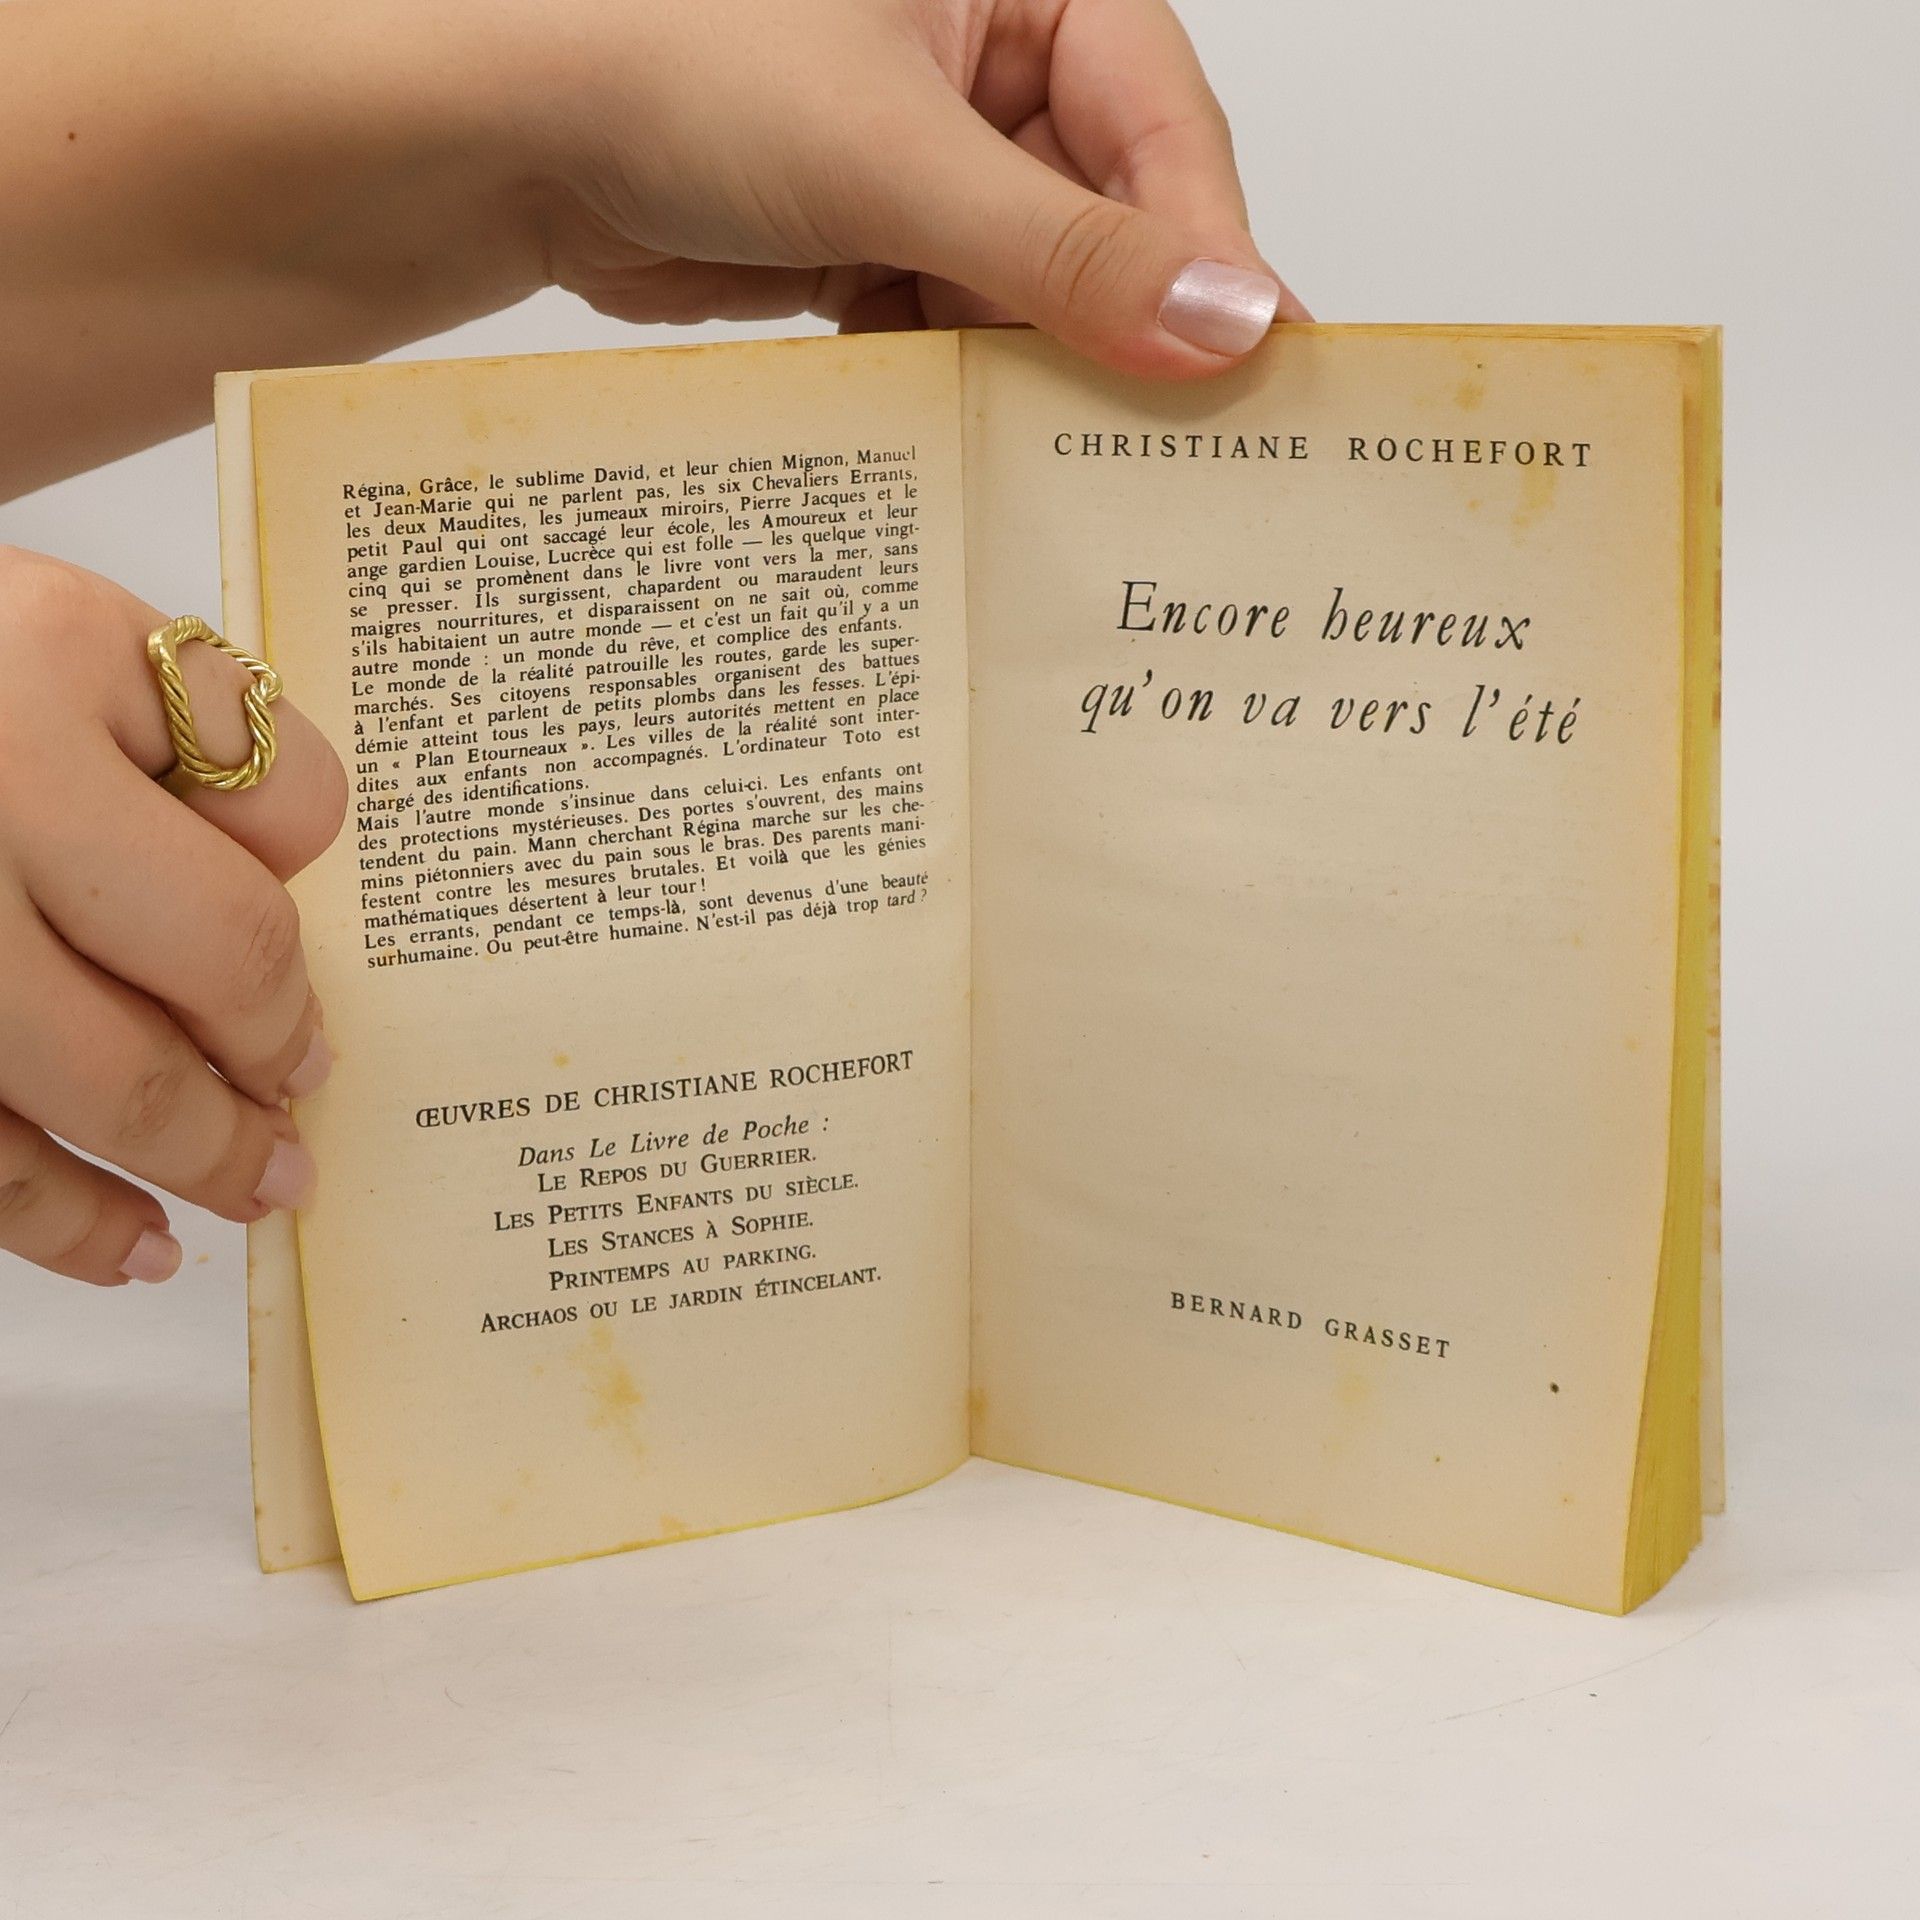 Régina, Grâce, le sublime David, et leur chien Mignon, Manuel
et Jean-Marie qui ne parlent pas, les six Chevaliers Errants,
les deux Maudites, les jumeaux miroirs, Pierre Jacques et le
petit Paul qui ont saccagé leur école, les Amoureux et leur
ange gardien Louise, Lucrèce qui est folle — les quelque vingt-
cinq qui se promènent dans le livre vont vers la mer, sans
se presser. Ils surgissent, chapardent ou maraudent leurs
maigres nourritures, et disparaissent on ne sait où, comme
s'ils habitaient un autre monde — et c'est un fait qu'il y a un
autre monde : un monde du rêve, et complice des enfants.
Le monde de la réalité patrouille les routes, garde les super-
marchés. Ses citoyens responsables organisent des battues
à l'enfant et parlent de petits plombs dans les fesses. L'épi-
démie atteint tous les pays, leurs autorités mettent en place
un « Plan Etourneaux ». Les villes de la réalité sont inter-
dites aux enfants non accompagnés. L'ordinateur Toto est
chargé des identifications.
Mais l'autre monde s'insinue dans celui-ci. Les enfants ont
des protections mystérieuses. Des portes s'ouvrent, des mains
tendent du pain. Mann cherchant Régina marche sur les che-
mins piétonniers avec du pain sous le bras. Des parents mani-
festent contre les mesures brutales. Et voilà que les génies
mathématiques désertent à leur tour !
Les errants, pendant ce temps-là, sont devenus d'une beauté
surhumaine. Ou peut-être humaine. N'est-il pas déjà trop tard ?
ŒUVRES DE CHRISTIANE ROCHEFORT
Dans Le Livre de Poche :
LE REPOS DU GUERRIER.
LES PETITS ENFANTS DU SIÈCLE.
LES STANCES À SOPHIE.
PRINTEMPS AU PARKING.
ARCHAOS OU LE JARDIN ÉTINCELANT.
CHRISTIANE ROCHEFORT
Encore heureux
qu'on va vers l'été
BERNARD GRASSET